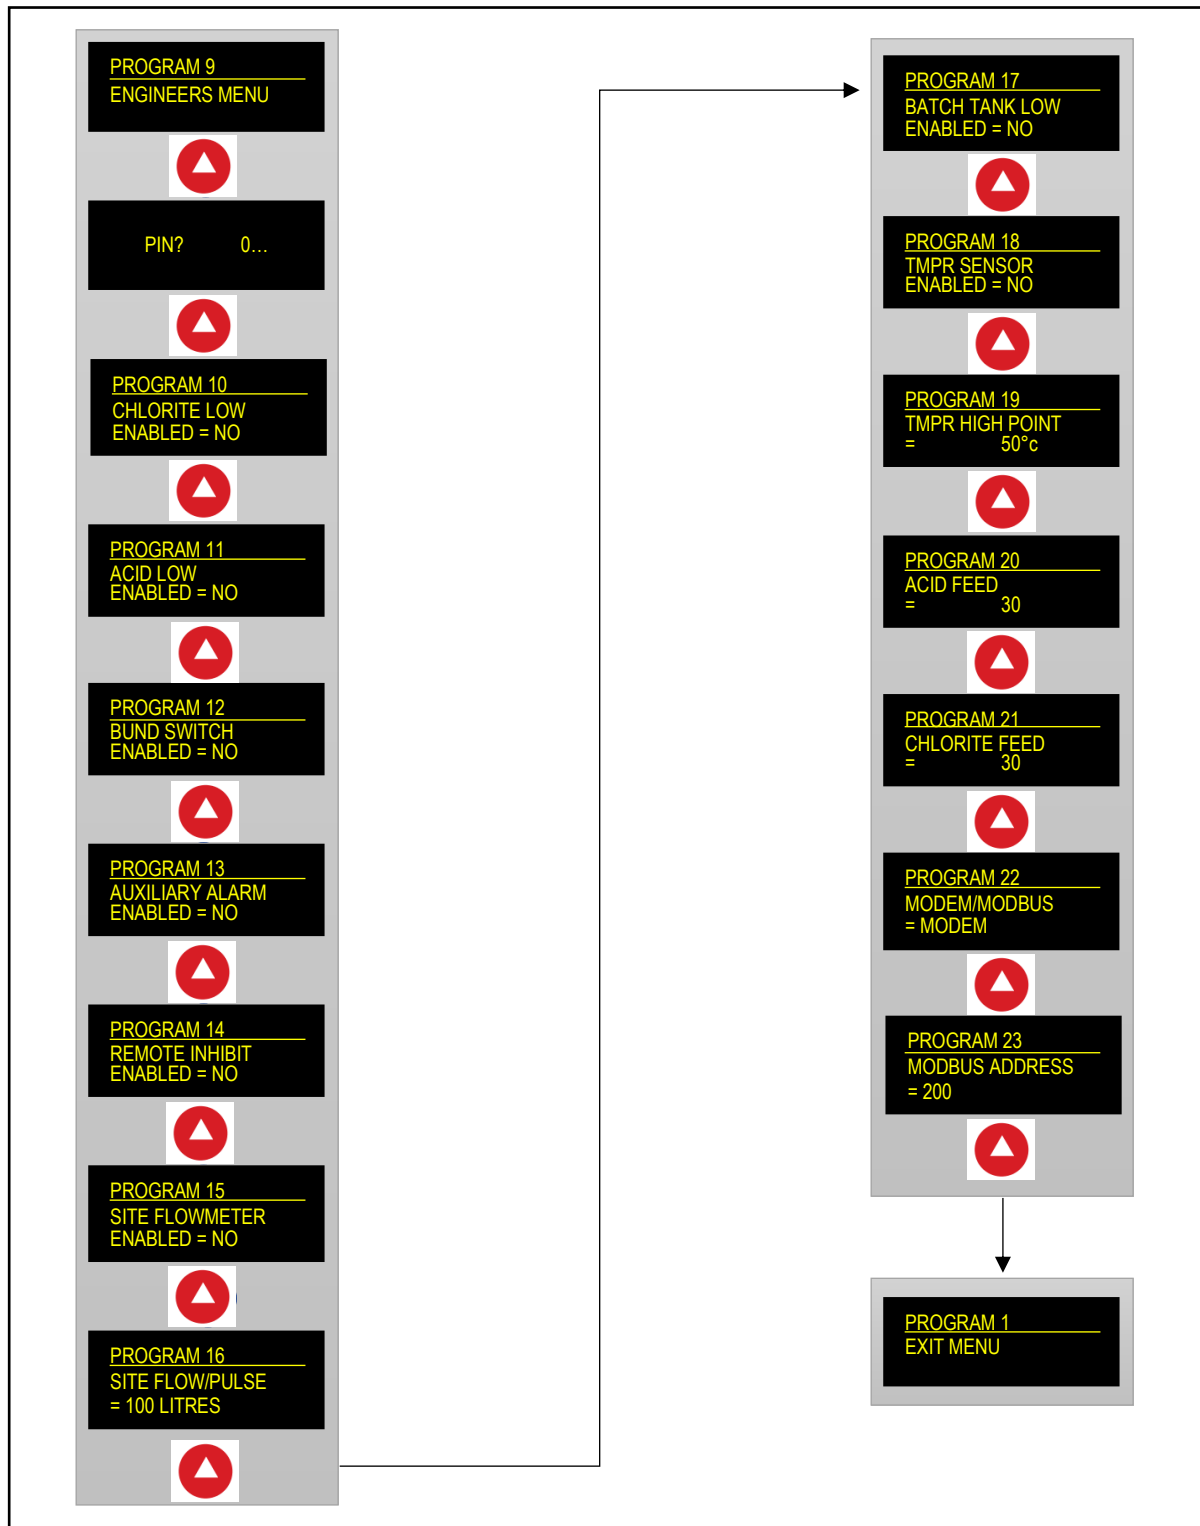 PROGRAM 9
ENGINEERS MENU
PIN? 0...
PROGRAM 10
CHLORITE LOW
ENABLED = NO
PROGRAM 11
ACID LOW
ENABLED = NO
PROGRAM 12
BUND SWITCH
ENABLED = NO
PROGRAM 13
AUXILIARY ALARM
ENABLED = NO
PROGRAM 14
REMOTE INHIBIT
ENABLED = NO
PROGRAM 15
SITE FLOWMETER
ENABLED = NO
PROGRAM 16
SITE FLOW/PULSE
= 100 LITRES
PROGRAM 17
BATCH TANK LOW
ENABLED = NO
PROGRAM 18
TMPR SENSOR
ENABLED = NO
PROGRAM 19
TMPR HIGH POINT
= 50°c
PROGRAM 20
ACID FEED
= 30
PROGRAM 21
CHLORITE FEED
= 30
PROGRAM 22
MODEM/MODBUS
= MODEM
PROGRAM 23
MODBUS ADDRESS
= 200
PROGRAM 1
EXIT MENU